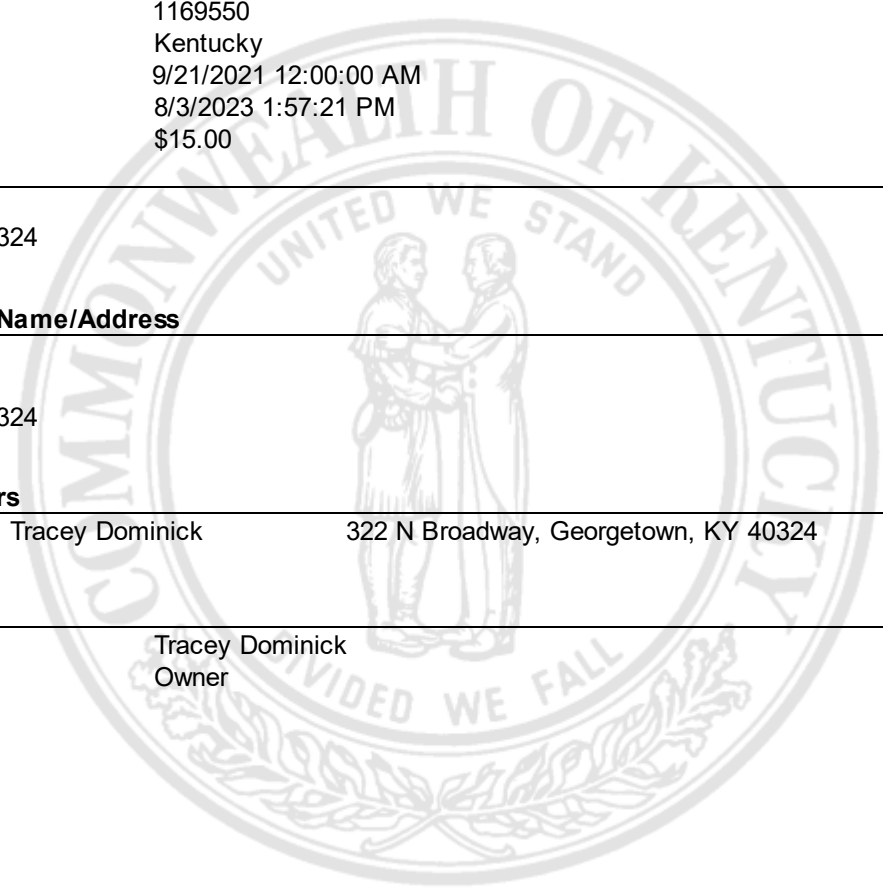 1169550
Kentucky
9/21/2021 12:00:00 AM
8/3/2023 1:57:21 PM
$15.00
324
Name/Address
324
rs
Tracey Dominick 322 N Broadway, Georgetown, KY 40324
Tracey Dominick
Owner
COMMONWEALTH OF KENTUCKY
UNITED WE STAND
DIVIDED WE FALL